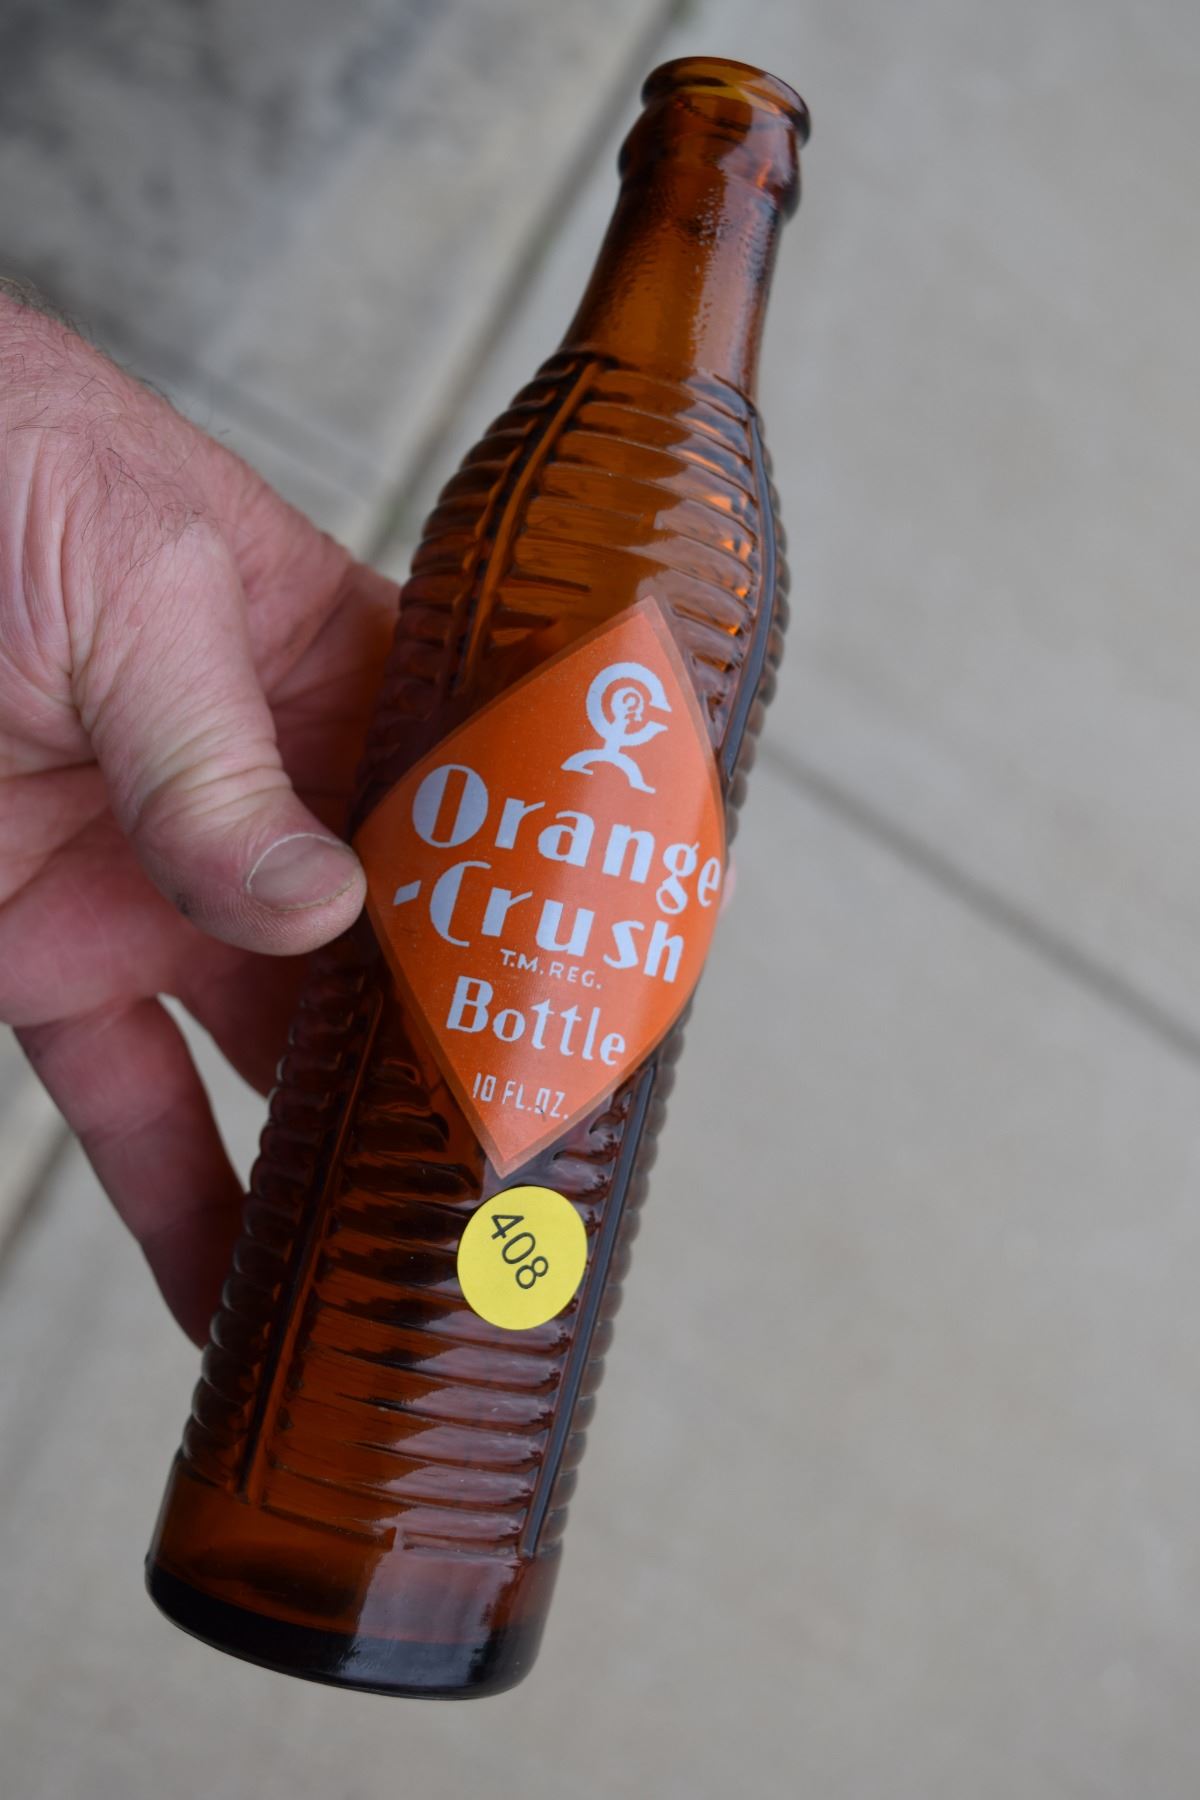 Orange
-Crush
T.M. REG.
Bottle
10 FL.OZ.
408